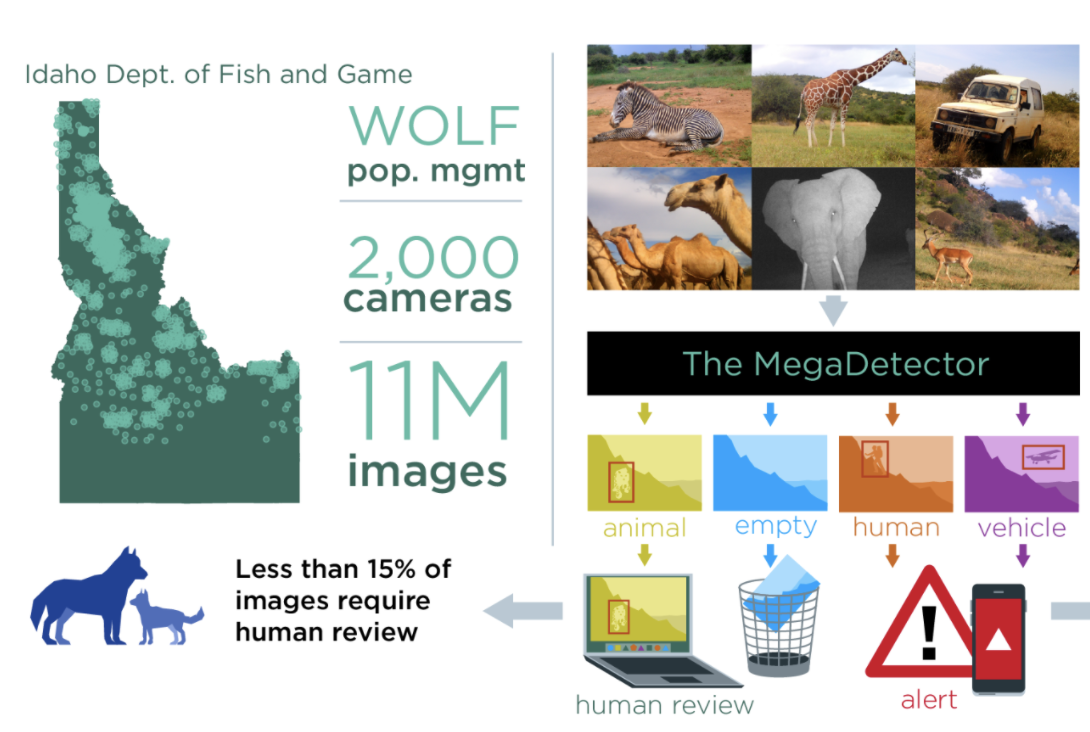 Idaho Dept. of Fish and Game
WOLF
pop. mgmt
2,000
cameras
11M
images
Less than 15% of
images require
human review
The MegaDetector
animal
empty
human
vehicle
human review
!
alert